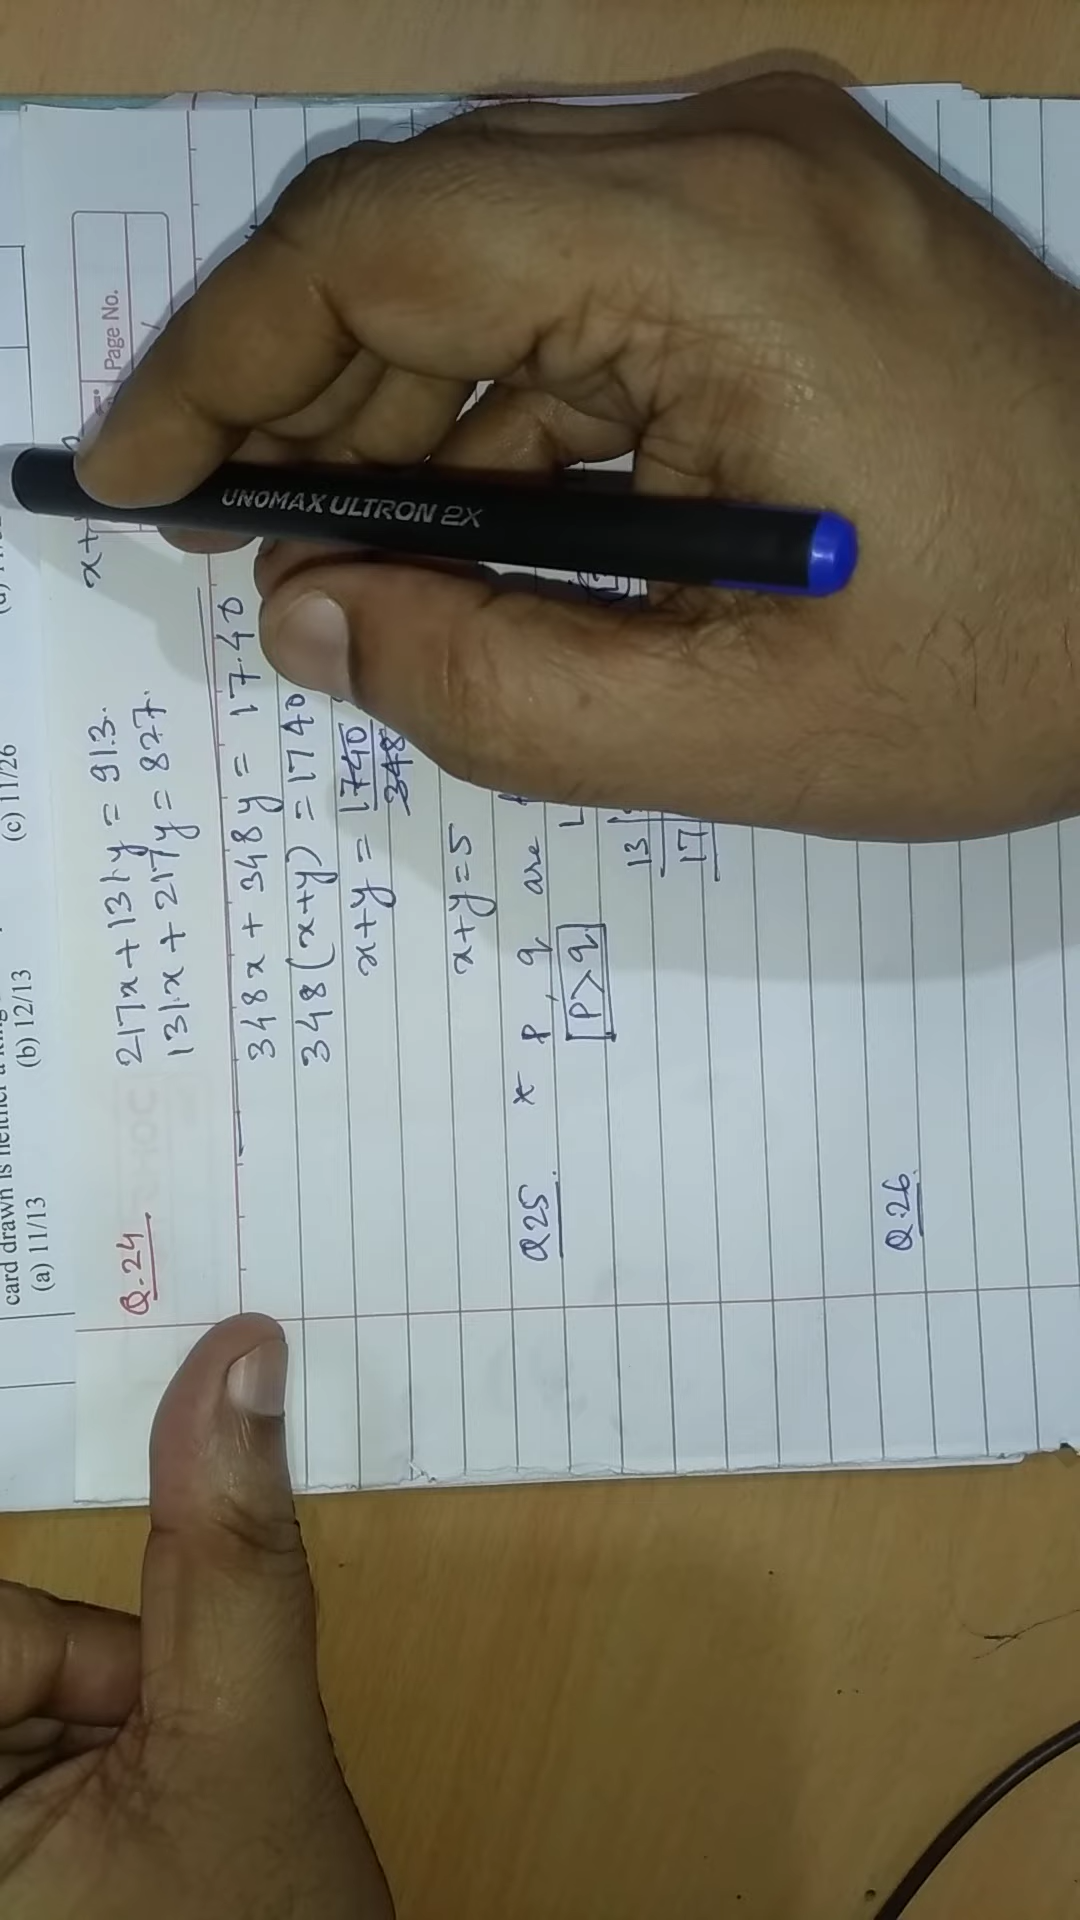 card drawn is neither a king
(a) 11/13 (b) 12/13 (c) 11/26
Page No.
x+
Q.24
217x+131y = 913.
131x + 217y = 827.
348x + 348y = 1740
348(x+y) = 1740
x+y = 1740
348
x+y=5
Q25 * p, q are
P>q
13
17
Q.26
UNOMAX ULTRON 2X